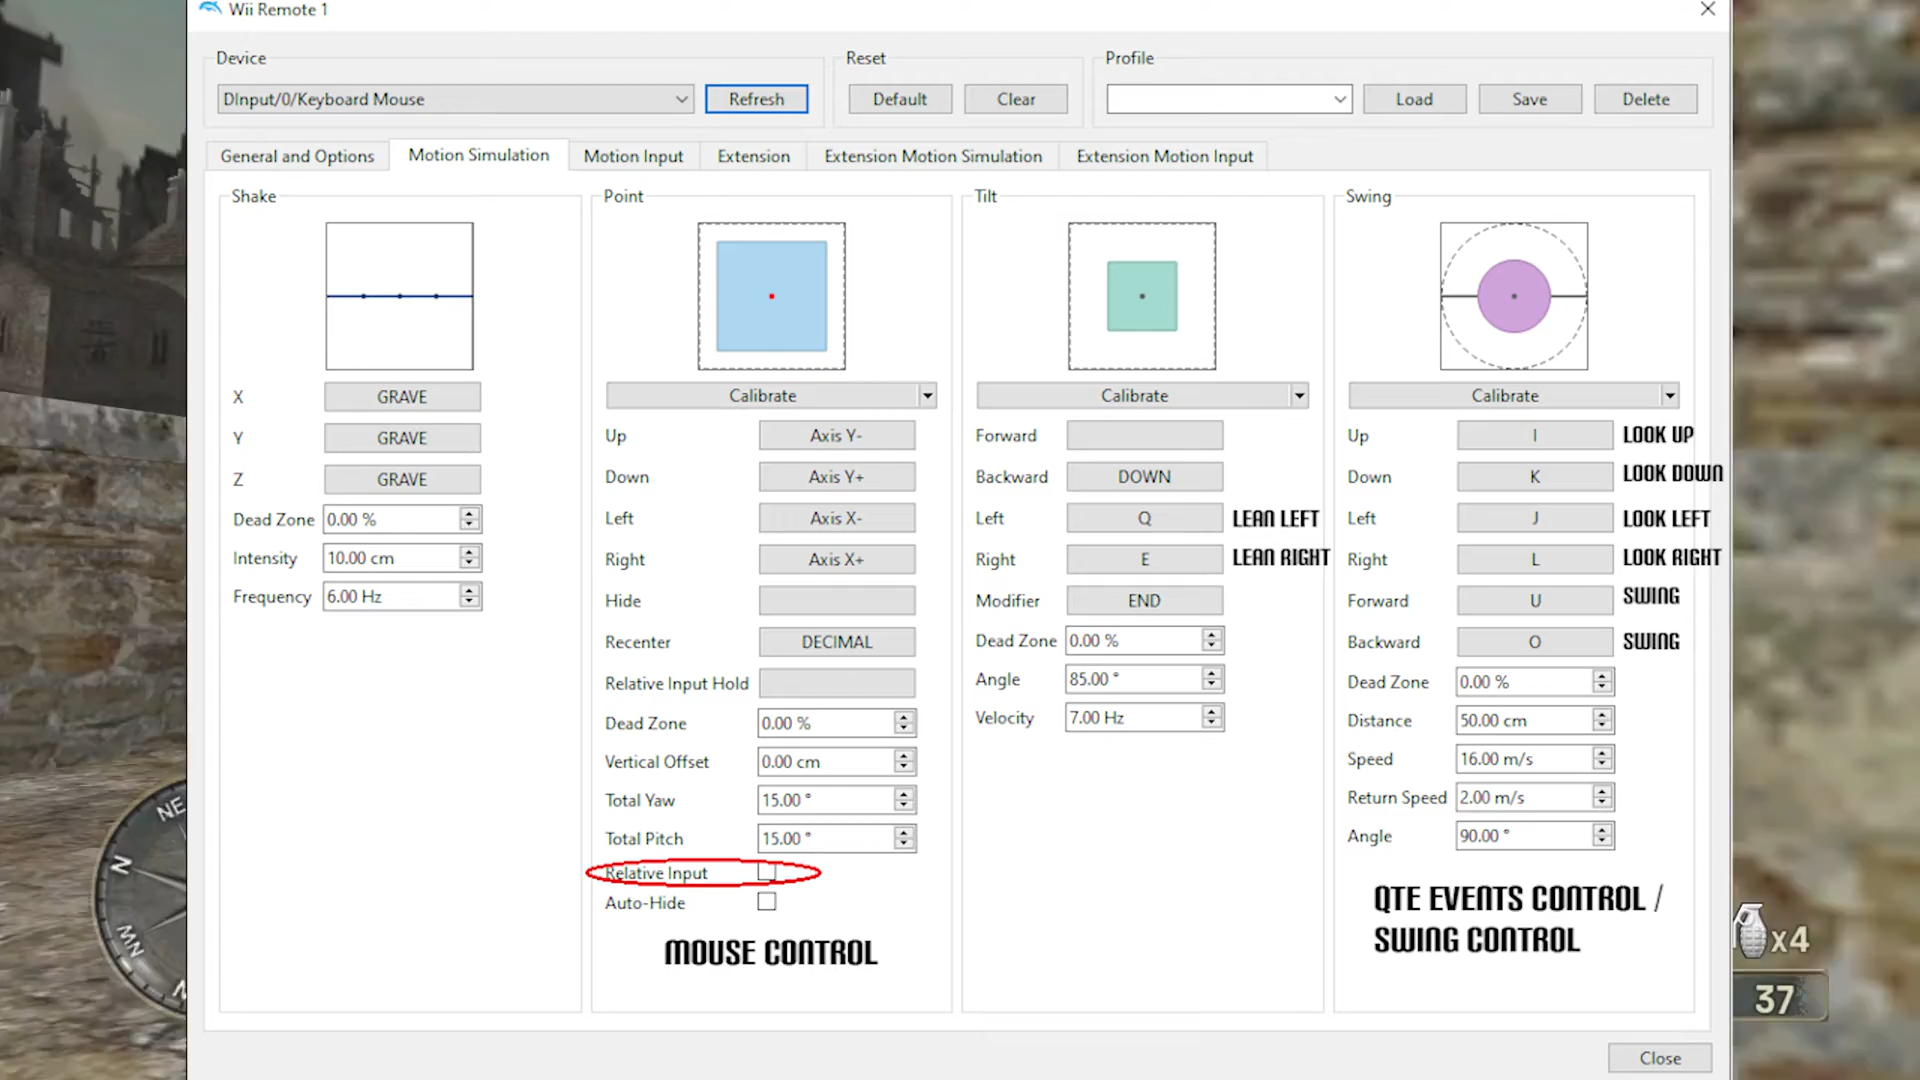 Wii Remote 1
Device
Reset
Profile
DInput/0/Keyboard Mouse
Refresh
Default
Clear
Load
Save
Delete
General and Options
Motion Simulation
Motion Input
Extension
Extension Motion Simulation
Extension Motion Input
Shake
X GRAVE
Y GRAVE
Z GRAVE
Dead Zone 0.00 %
Intensity 10.00 cm
Frequency 6.00 Hz
Point
Calibrate
Up Axis Y-
Down Axis Y+
Left Axis X-
Right Axis X+
Hide
Recenter DECIMAL
Relative Input Hold
Dead Zone 0.00 %
Vertical Offset 0.00 cm
Total Yaw 15.00 °
Total Pitch 15.00 °
Relative Input
Auto-Hide
MOUSE CONTROL
Tilt
Calibrate
Forward
Backward DOWN
Left Q LEAN LEFT
Right E LEAN RIGHT
Modifier END
Dead Zone 0.00 %
Angle 85.00 °
Velocity 7.00 Hz
Swing
Calibrate
Up I LOOK UP
Down K LOOK DOWN
Left J LOOK LEFT
Right L LOOK RIGHT
Forward U SWING
Backward O SWING
Dead Zone 0.00 %
Distance 50.00 cm
Speed 16.00 m/s
Return Speed 2.00 m/s
Angle 90.00 °
QTE EVENTS CONTROL /
SWING CONTROL
Close
NE
N
NW
x4
37